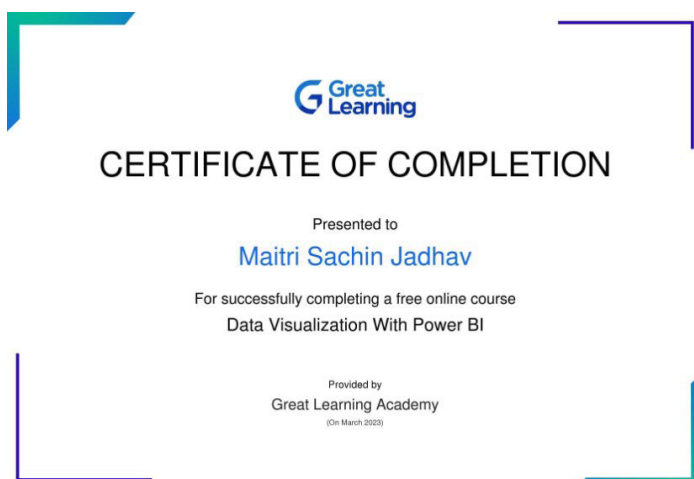 Great
Learning
CERTIFICATE OF COMPLETION
Presented to
Maitri Sachin Jadhav
For successfully completing a free online course
Data Visualization With Power BI
Provided by
Great Learning Academy
(On March 2023)